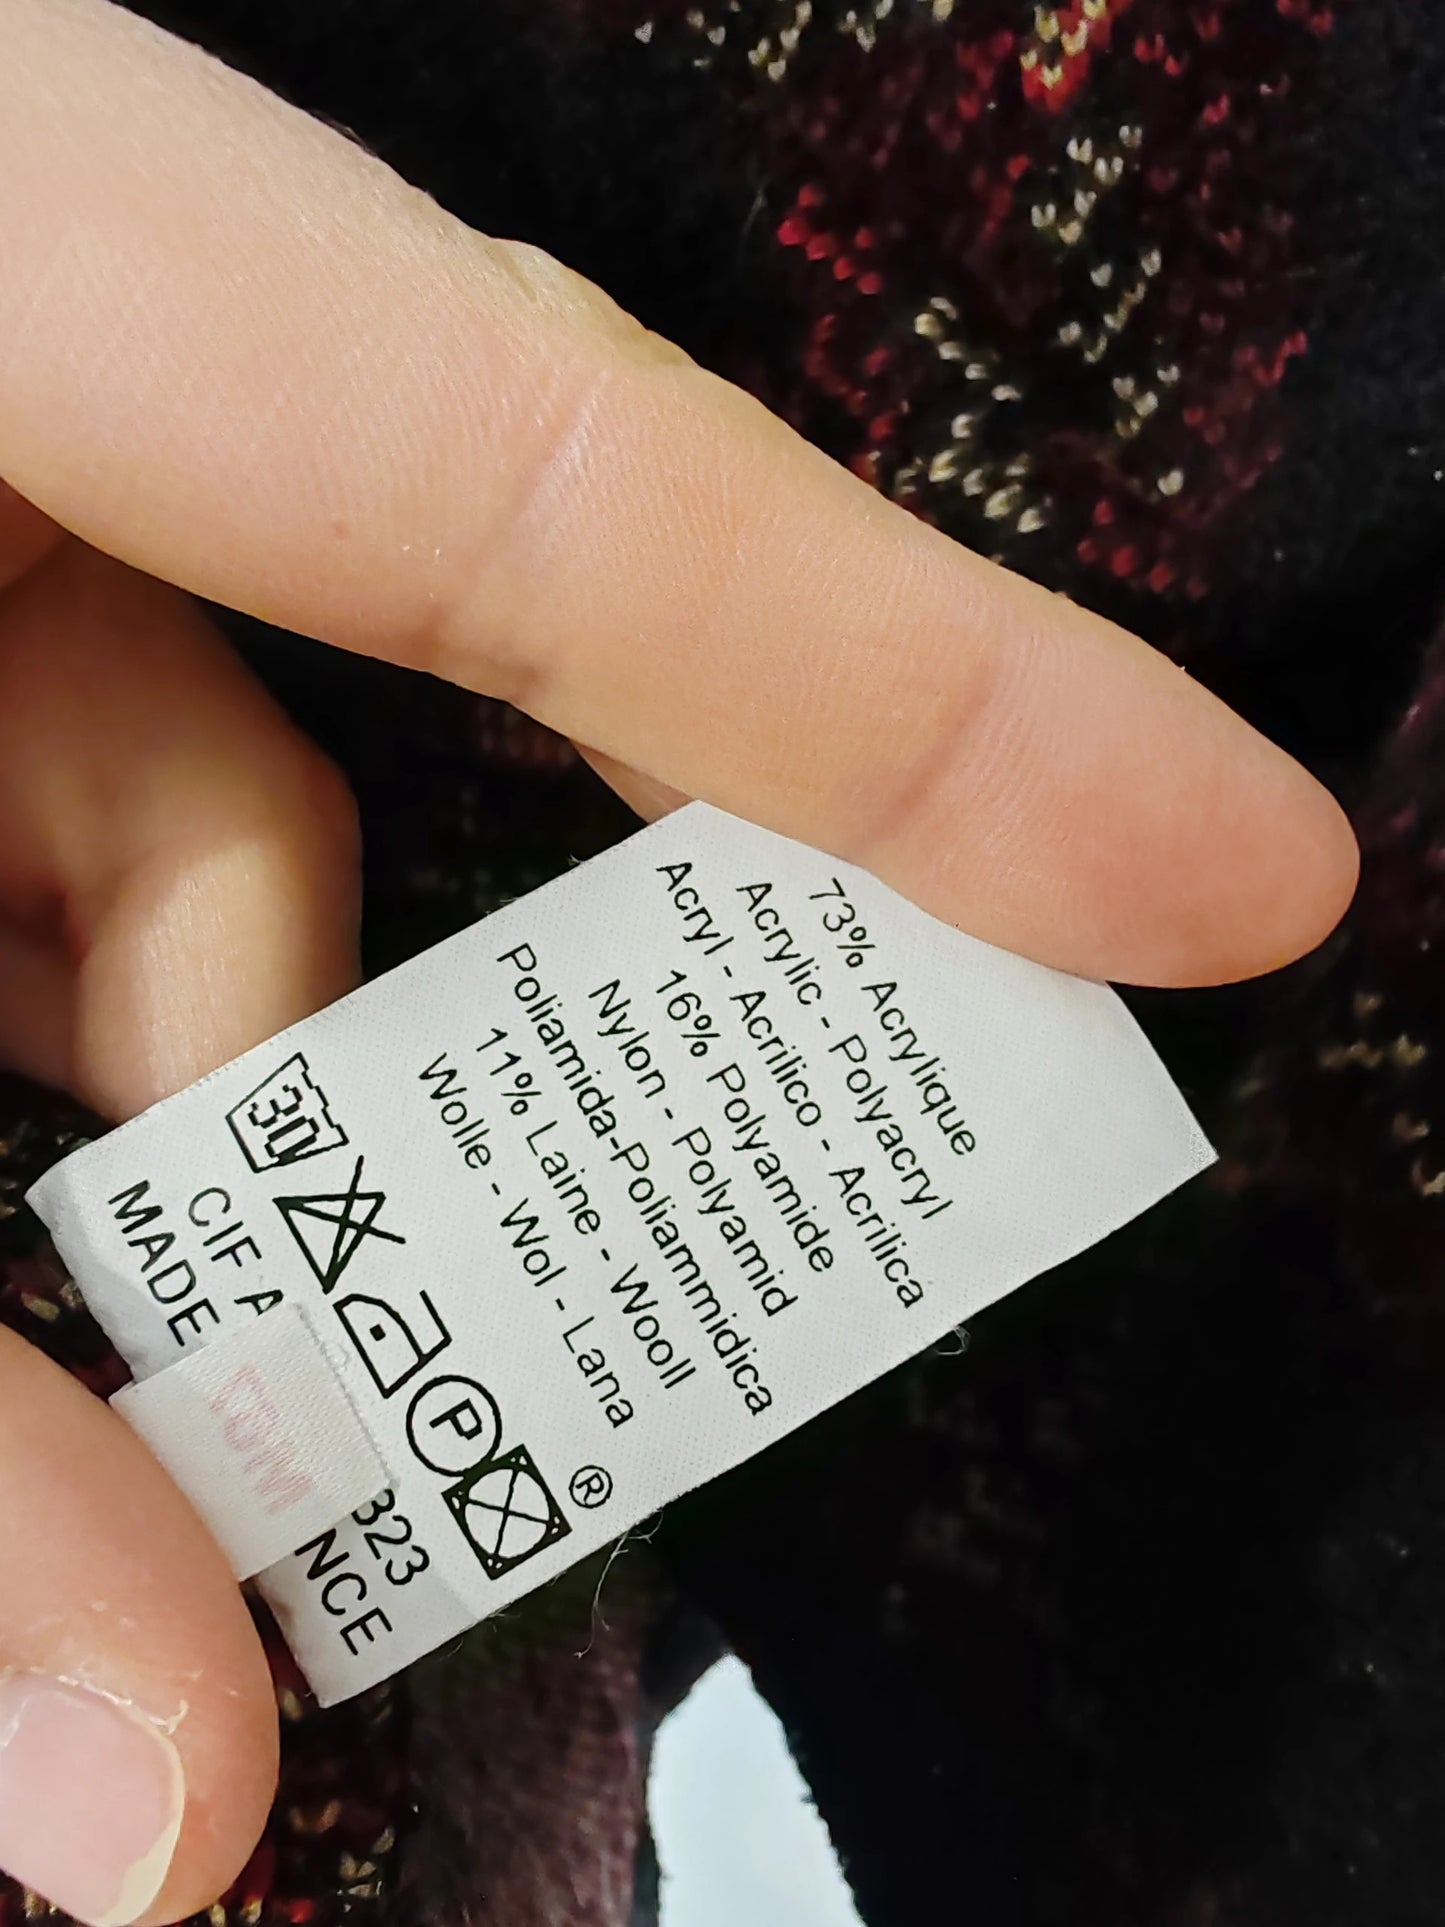 73% Acrylique
Acrylic - Polyacryl
Acryl - Acrilico - Acrilica
16% Polyamide
Nylon - Polyamid
Poliamida-Poliammidica
11% Laine - Wooll
Wolle - Wol - Lana
30 P ®
CIF A 323
MADE NCE